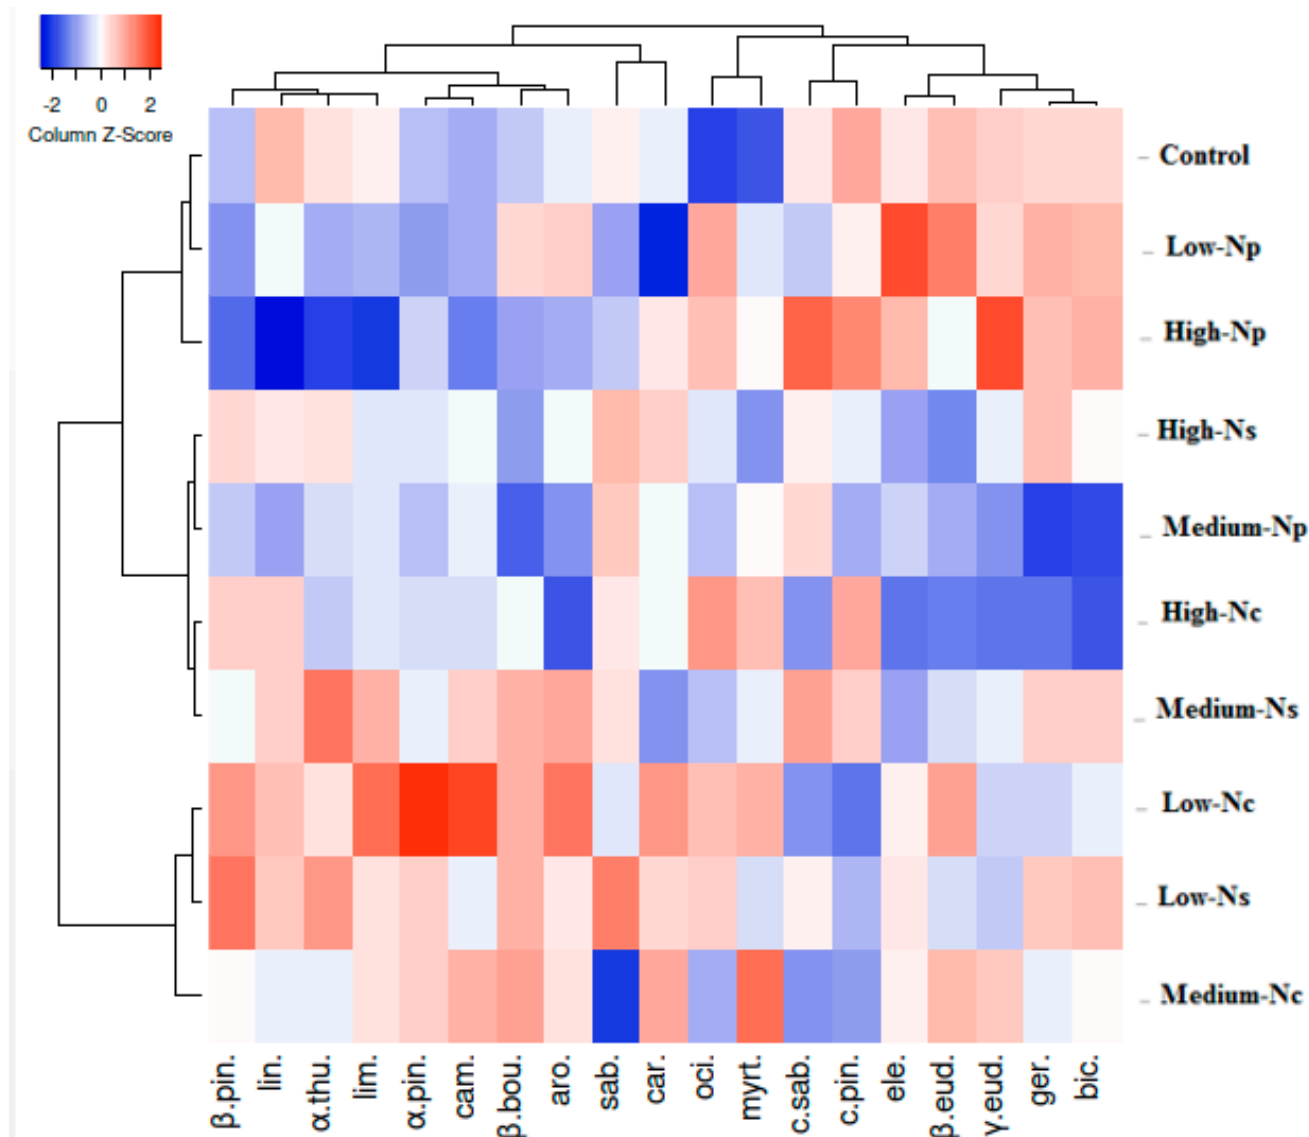 -2 0 2
Column Z-Score
Control
Low-Np
High-Np
High-Ns
Medium-Np
High-Nc
Medium-Ns
Low-Nc
Low-Ns
Medium-Nc
β.pin. lin. α.thu. lim. α.pin. cam. β.bou. aro. sab. car. oci. myrt. c.sab. c.pin. ele. β.eud. γ.eud. ger. bic.